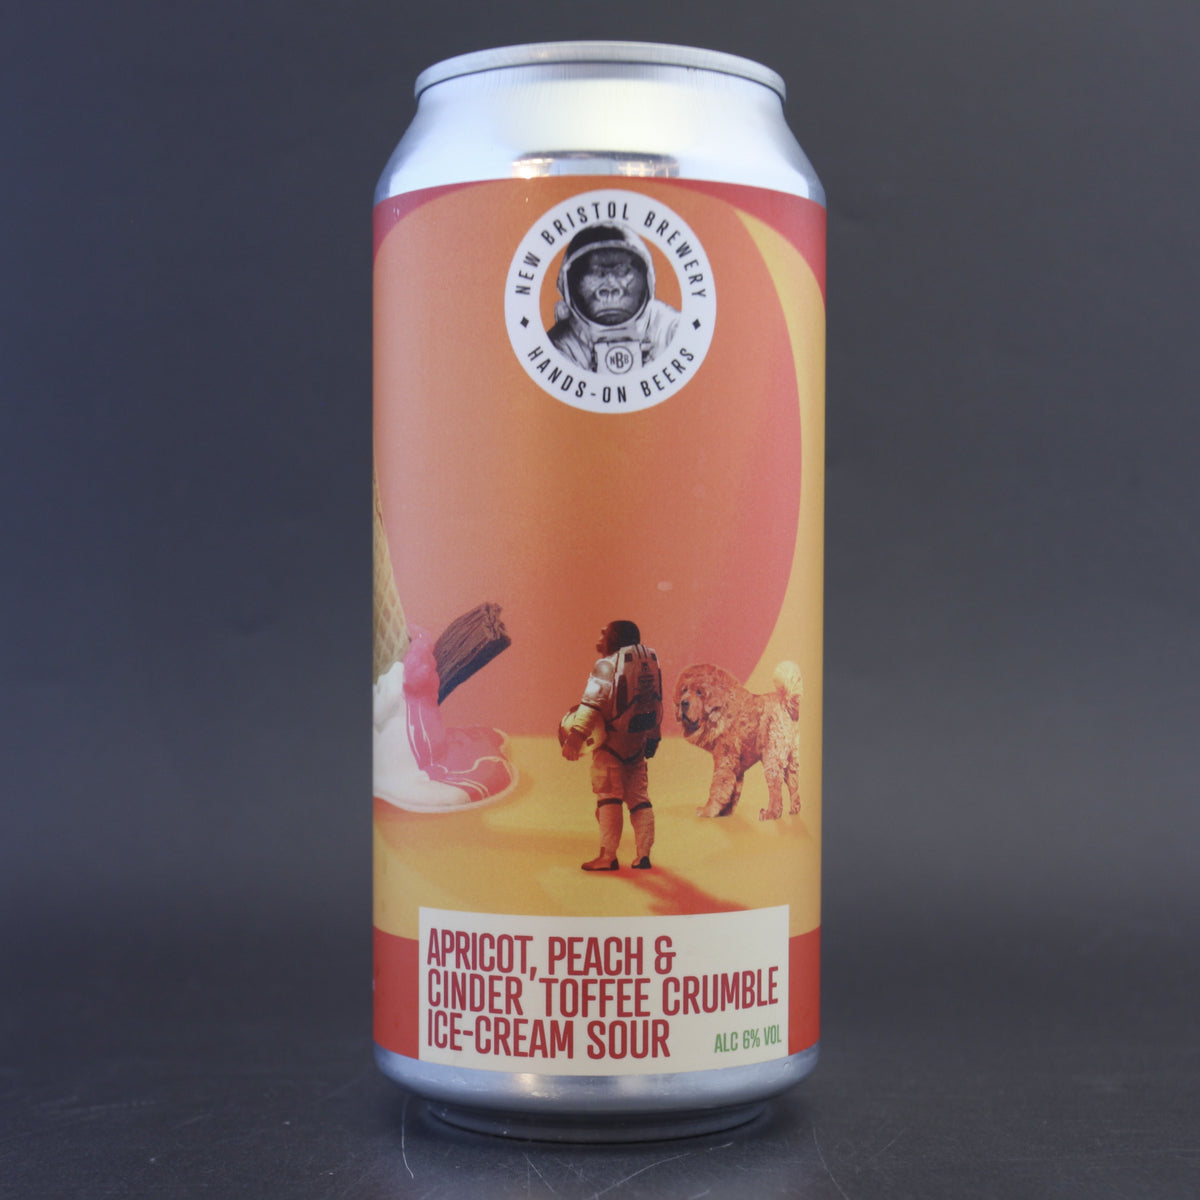 NEW BRISTOL BREWERY
HANDS-ON BEERS
NBB
APRICOT, PEACH &
CINDER TOFFEE CRUMBLE
ICE-CREAM SOUR
ALC 6% VOL